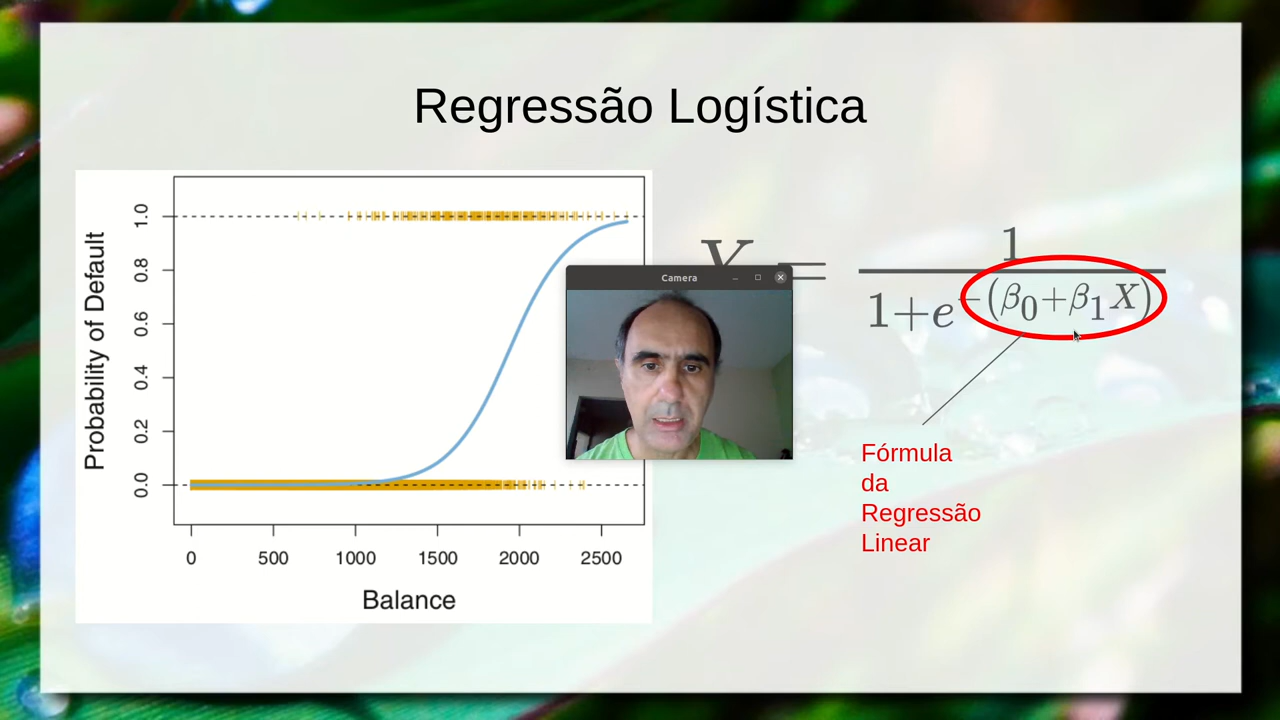 Regressão Logística
Probability of Default
1.0
0.8
0.6
0.4
0.2
0.0
0 500 1000 1500 2000 2500
Balance
Camera
Y = 1
1+e−(β0+β1X)
Fórmula
da
Regressão
Linear